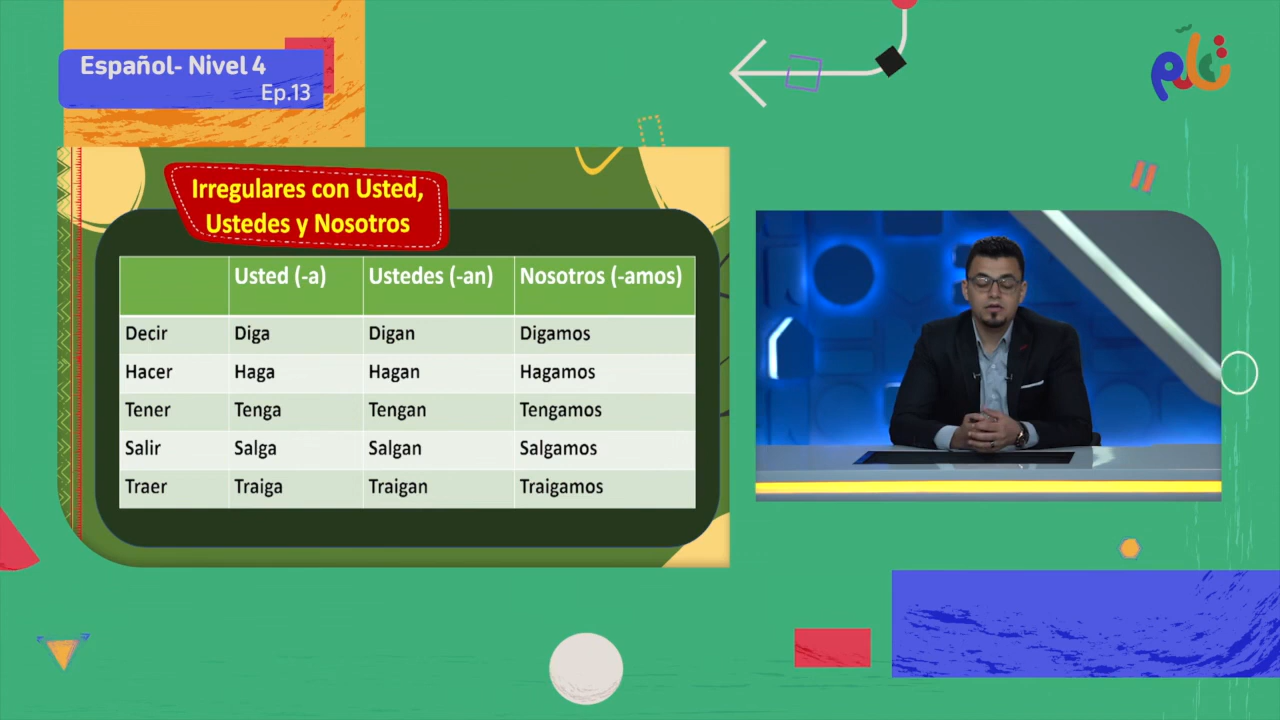 Español- Nivel 4
Ep.13
تآلم
Irregulares con Usted,
Ustedes y Nosotros
Usted (-a) Ustedes (-an) Nosotros (-amos)
Decir Diga Digan Digamos
Hacer Haga Hagan Hagamos
Tener Tenga Tengan Tengamos
Salir Salga Salgan Salgamos
Traer Traiga Traigan Traigamos